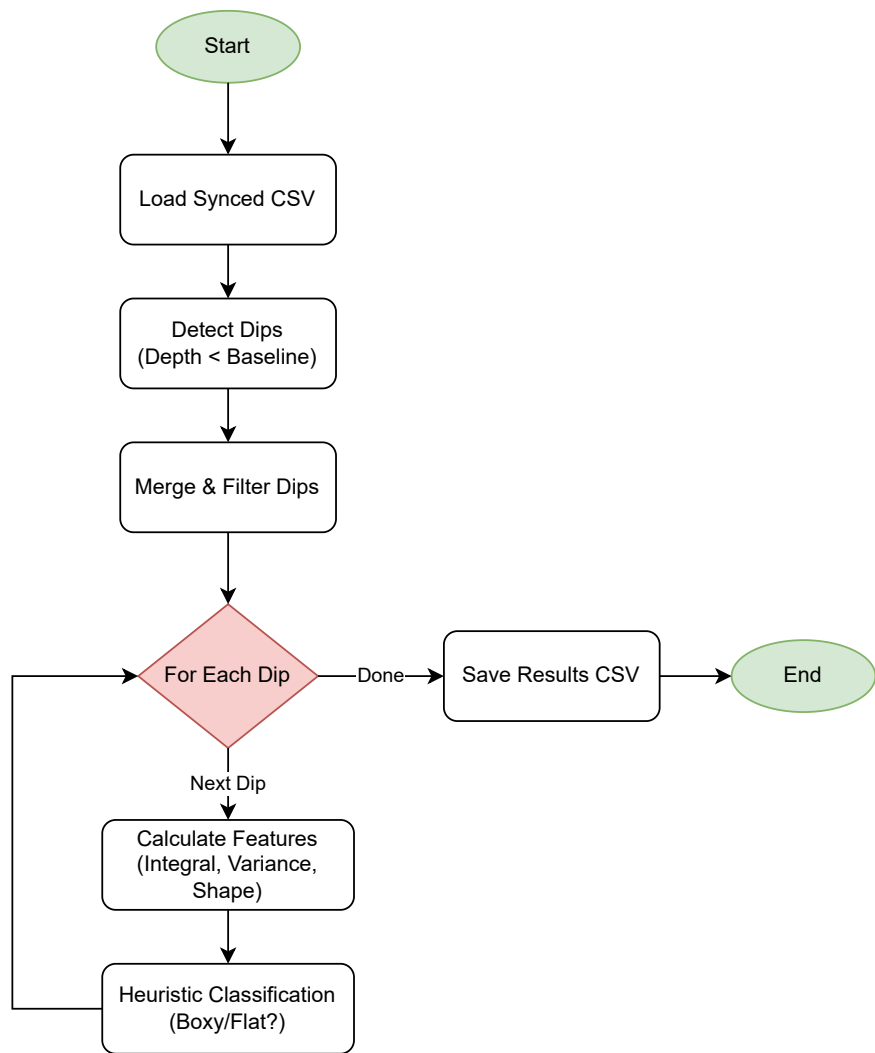 Start
Load Synced CSV
Detect Dips
(Depth < Baseline)
Merge & Filter Dips
For Each Dip
Done
Save Results CSV
End
Next Dip
Calculate Features
(Integral, Variance,
Shape)
Heuristic Classification
(Boxy/Flat?)